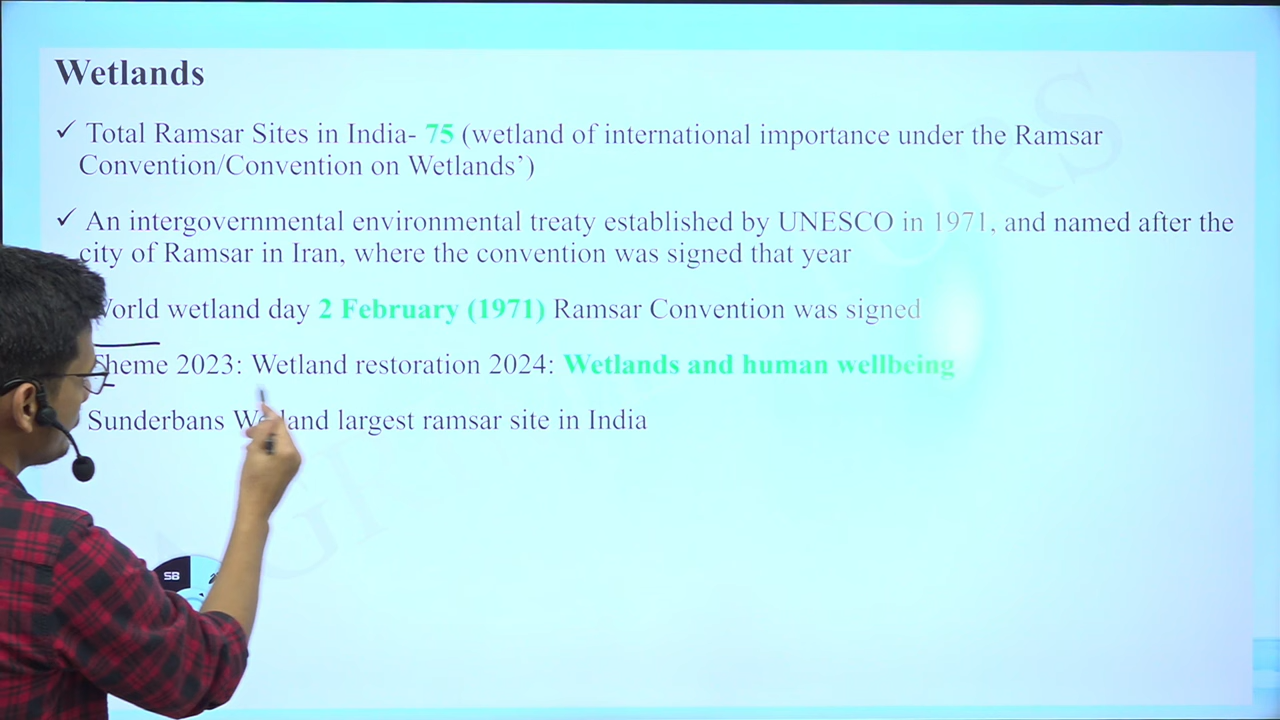 Wetlands
✓ Total Ramsar Sites in India- 75 (wetland of international importance under the Ramsar
Convention/Convention on Wetlands’)
✓ An intergovernmental environmental treaty established by UNESCO in 1971, and named after the
city of Ramsar in Iran, where the convention was signed that year
World wetland day 2 February (1971) Ramsar Convention was signed
Theme 2023: Wetland restoration 2024: Wetlands and human wellbeing
Sunderbans Wetland largest ramsar site in India
SB